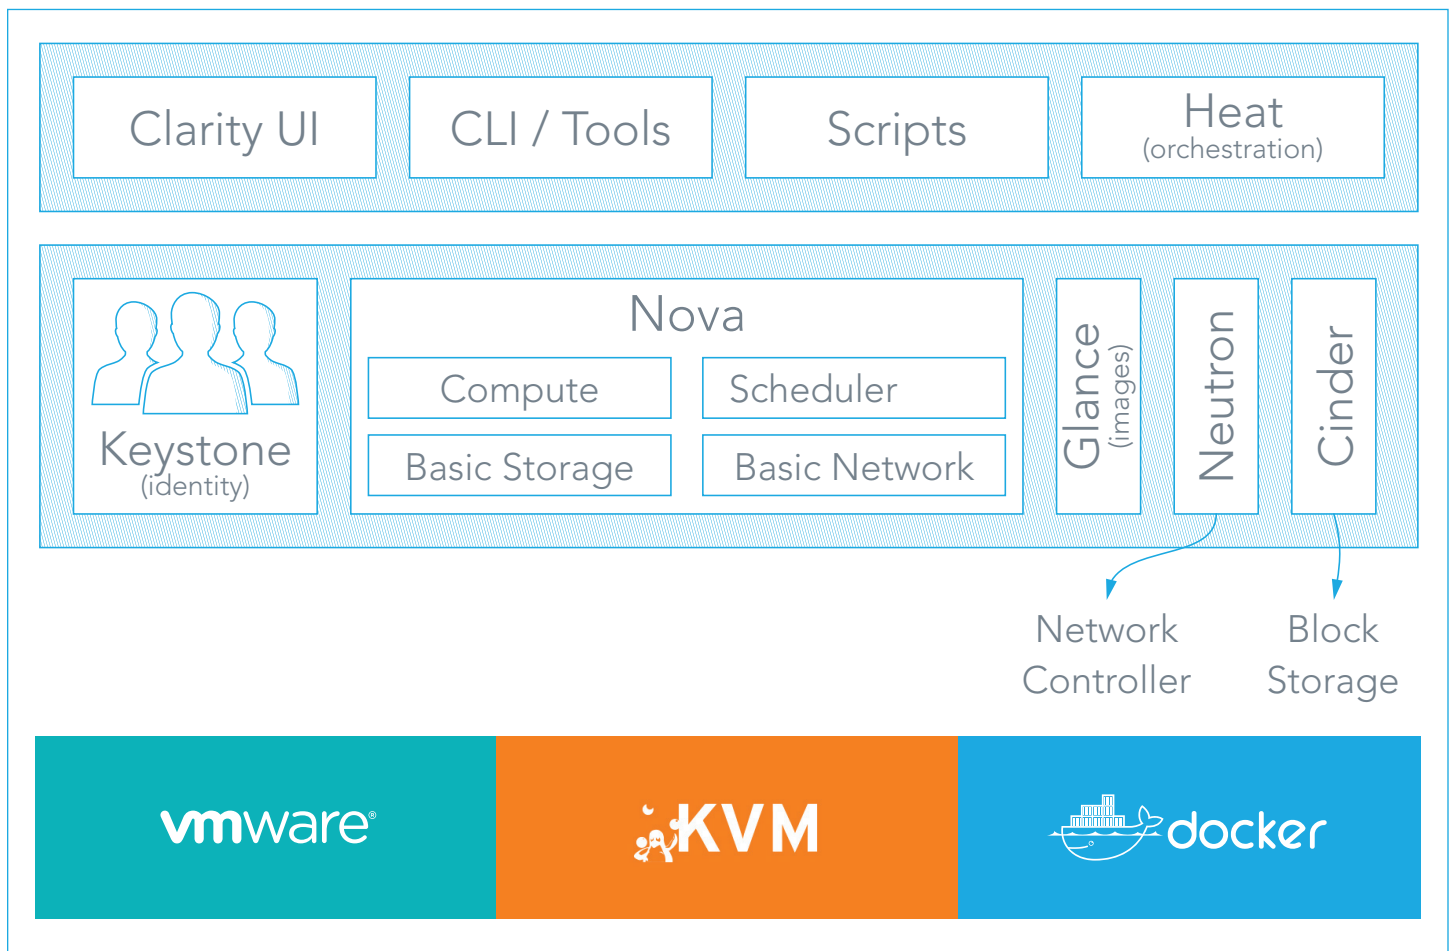 Clarity UI
CLI / Tools
Scripts
Heat
(orchestration)
Keystone
(identity)
Nova
Compute
Scheduler
Basic Storage
Basic Network
Glance
(images)
Neutron
Cinder
Network
Controller
Block
Storage
vmware®
KVM
docker